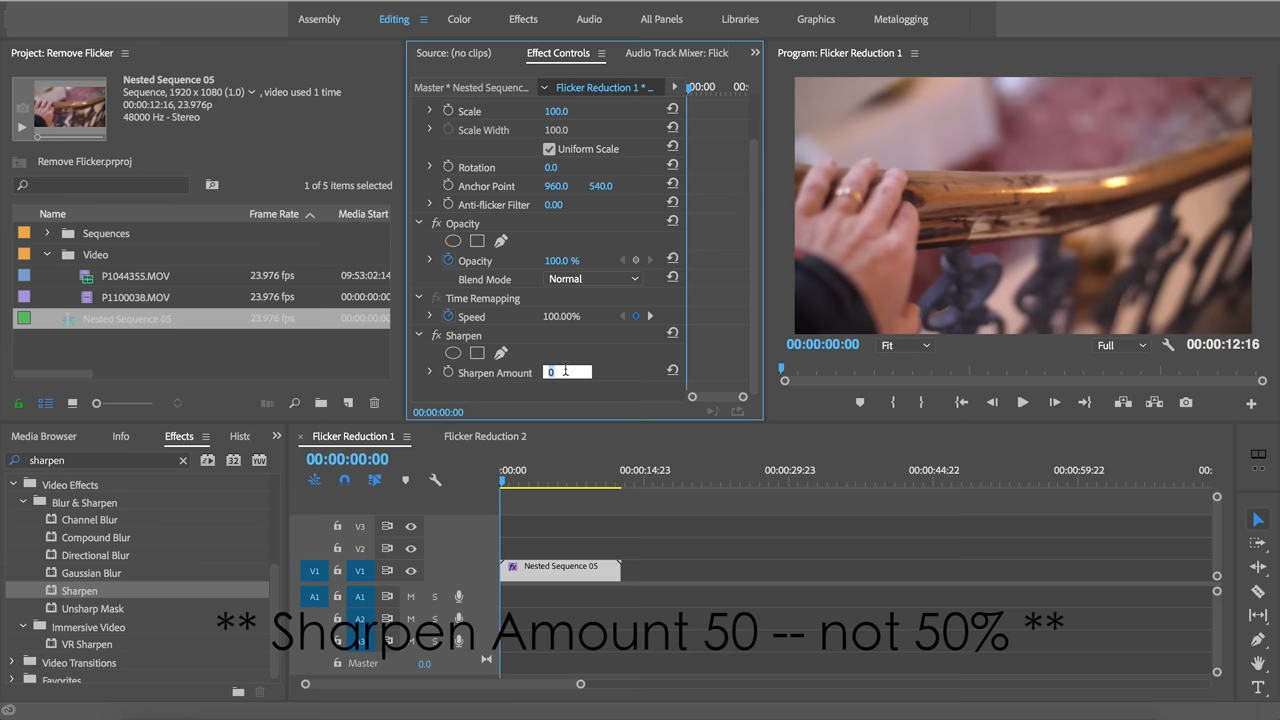 Assembly
Editing
Color
Effects
Audio
All Panels
Libraries
Graphics
Metalogging
Project: Remove Flicker
Nested Sequence 05
Sequence, 1920 x 1080 (1.0) , video used 1 time
00:00:12:16, 23.976p
48000 Hz - Stereo
Remove Flicker.prproj
1 of 5 items selected
Name Frame Rate Media Start
Sequences
Video
P1044355.MOV 23.976 fps 09:53:02:14
P1100038.MOV 23.976 fps 00:00:00:00
Nested Sequence 05 23.976 fps 00:00:00:00
Source: (no clips)
Effect Controls
Audio Track Mixer: Flick
Master * Nested Sequenc... Flicker Reduction 1 * ...
:00:00 00:
Scale 100.0
Scale Width 100.0
Uniform Scale
Rotation 0.0
Anchor Point 960.0 540.0
Anti-flicker Filter 0.00
fx Opacity
Opacity 100.0 %
Blend Mode Normal
fx Time Remapping
Speed 100.00%
fx Sharpen
Sharpen Amount 0
00:00:00:00
Program: Flicker Reduction 1
00:00:00:00 Fit Full 00:00:12:16
Media Browser Info Effects Histc
sharpen
32 YUV
Video Effects
Blur & Sharpen
Channel Blur
Compound Blur
Directional Blur
Gaussian Blur
Sharpen
Unsharp Mask
Immersive Video
VR Sharpen
Video Transitions
Favorites
Flicker Reduction 1 Flicker Reduction 2
00:00:00:00
:00:00 00:00:14:23 00:00:29:23 00:00:44:22 00:00:59:22 00:
V3
V2
V1 V1
fx Nested Sequence 05
A1 A1 M S
A2 M S
** Sharpen Amount 50 -- not 50% **
Master 0.0
T